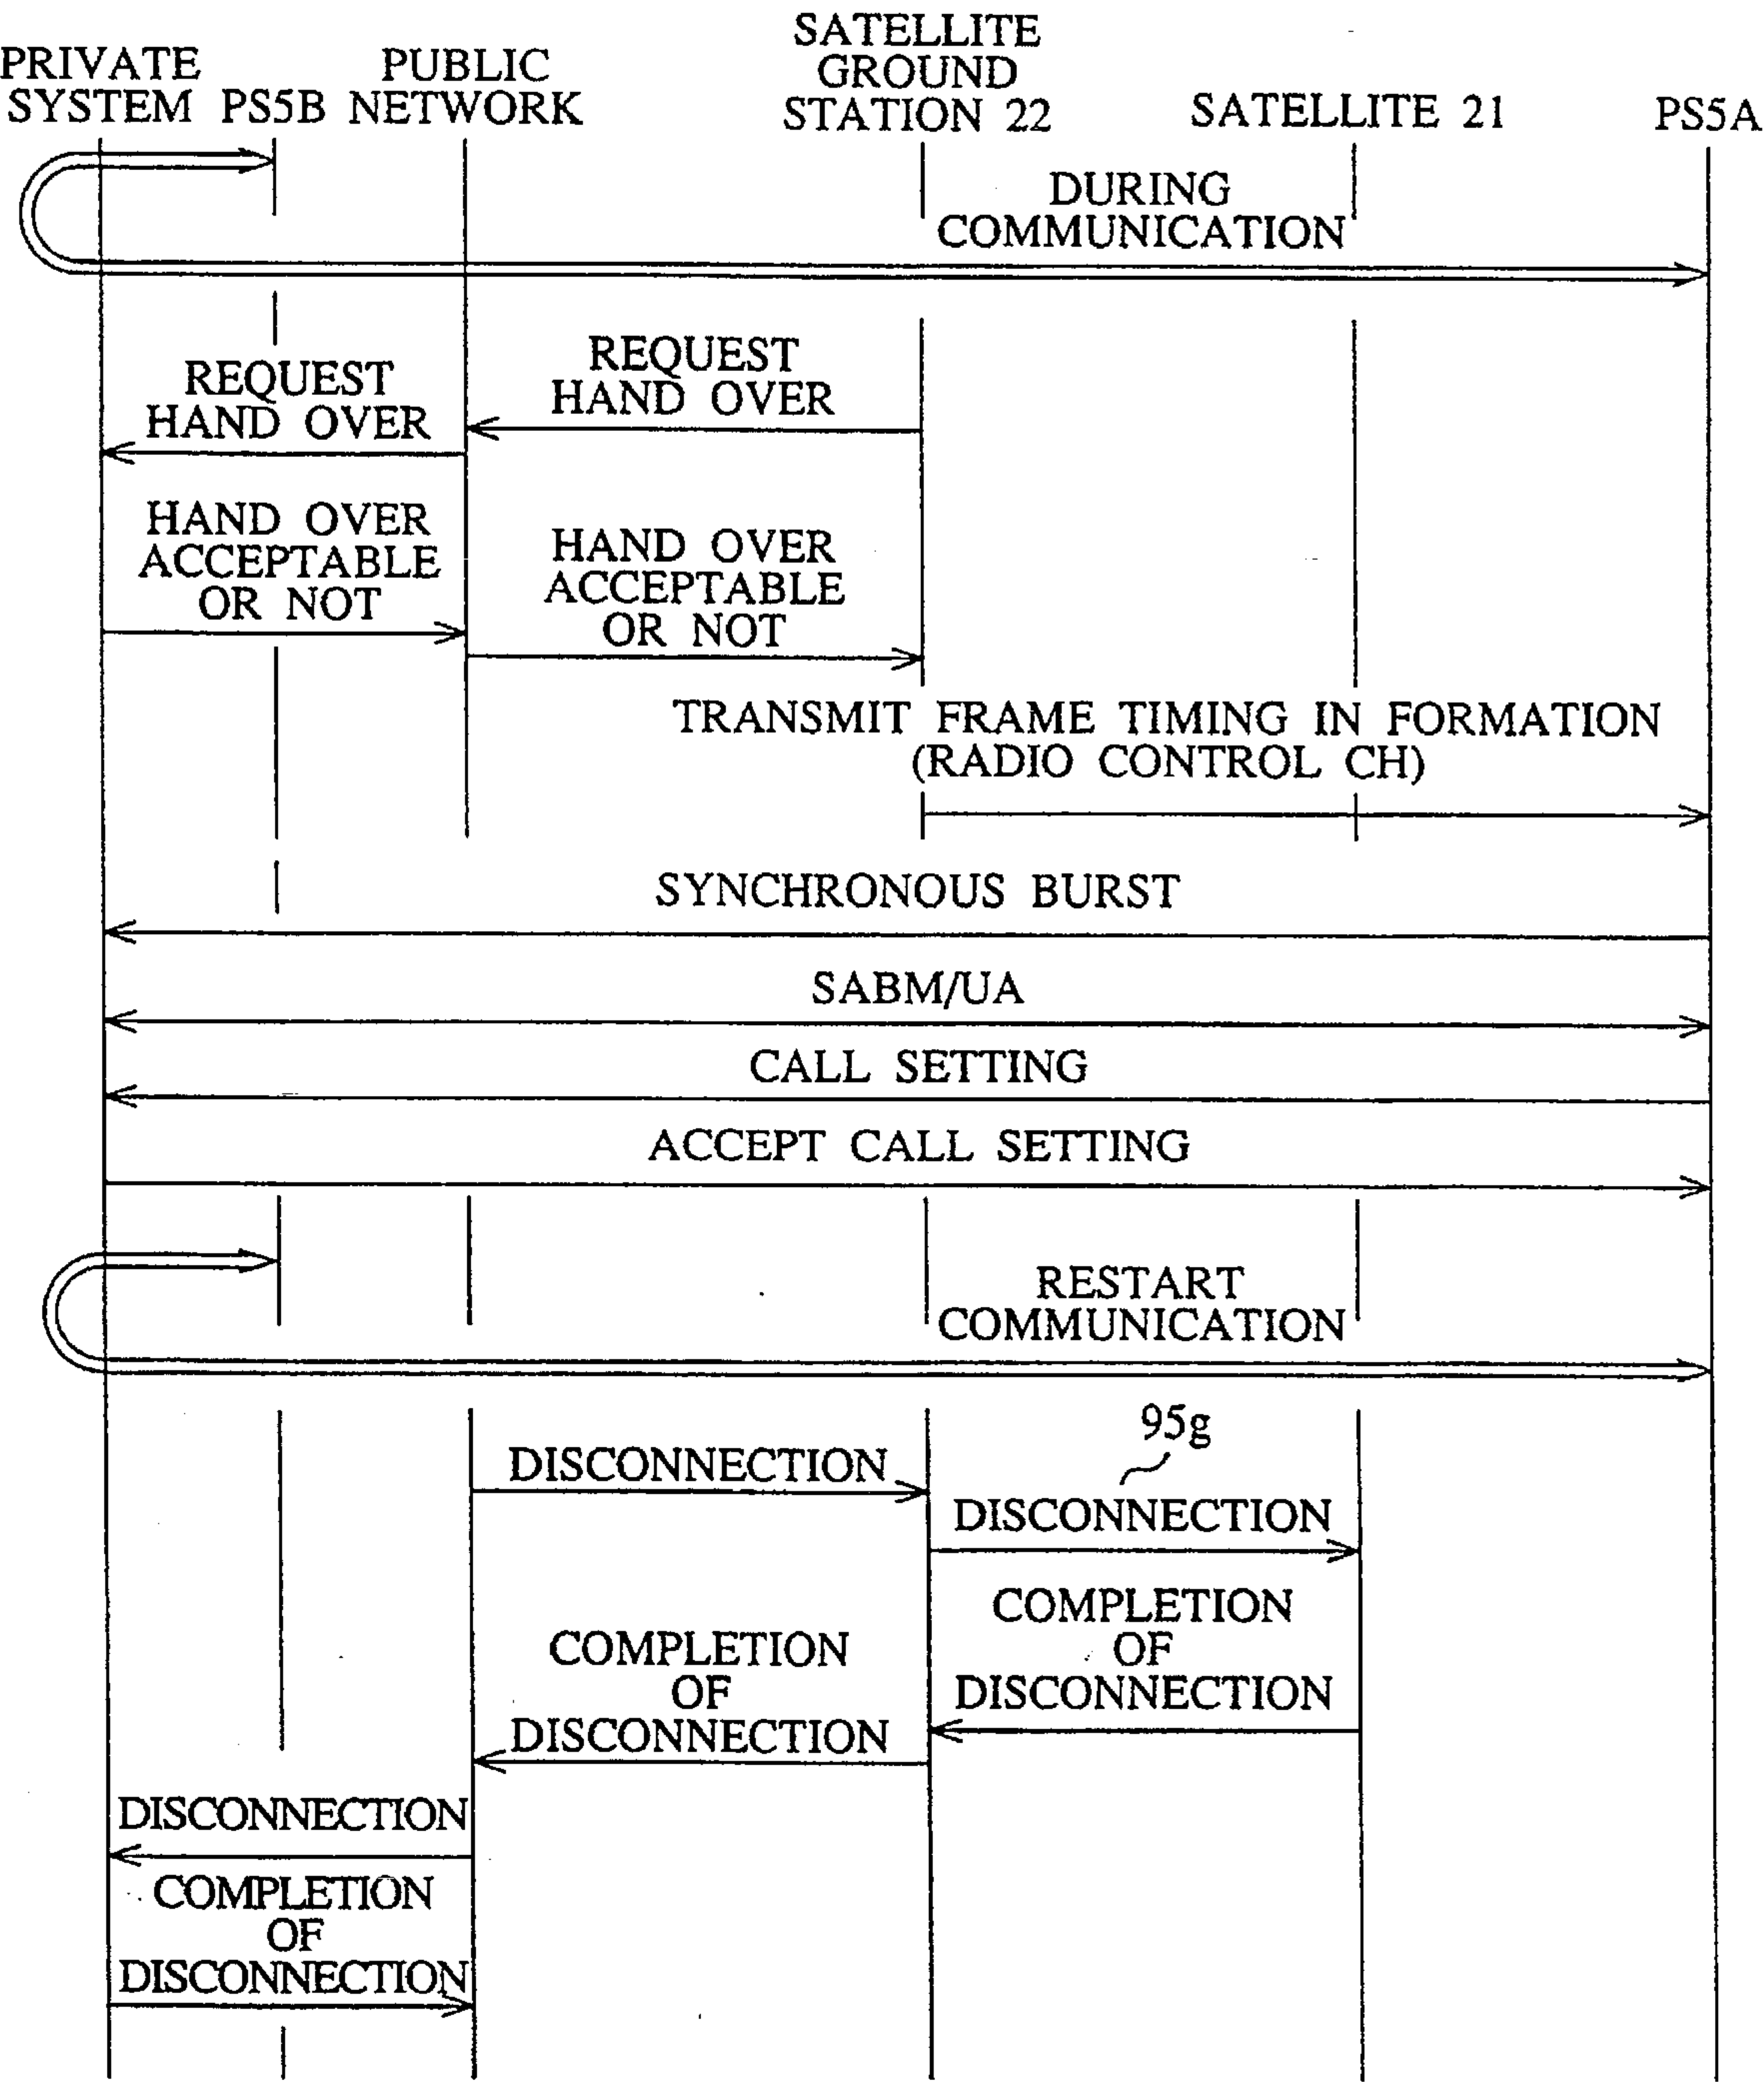 PRIVATE
SYSTEM
PS5B
PUBLIC
NETWORK
SATELLITE
GROUND
STATION 22
SATELLITE 21
PS5A
DURING
COMMUNICATION
REQUEST
HAND OVER
REQUEST
HAND OVER
HAND OVER
ACCEPTABLE
OR NOT
HAND OVER
ACCEPTABLE
OR NOT
TRANSMIT FRAME TIMING IN FORMATION
(RADIO CONTROL CH)
SYNCHRONOUS BURST
SABM/UA
CALL SETTING
ACCEPT CALL SETTING
RESTART
COMMUNICATION
95g
DISCONNECTION
DISCONNECTION
COMPLETION
OF
DISCONNECTION
COMPLETION
OF
DISCONNECTION
DISCONNECTION
COMPLETION
OF
DISCONNECTION